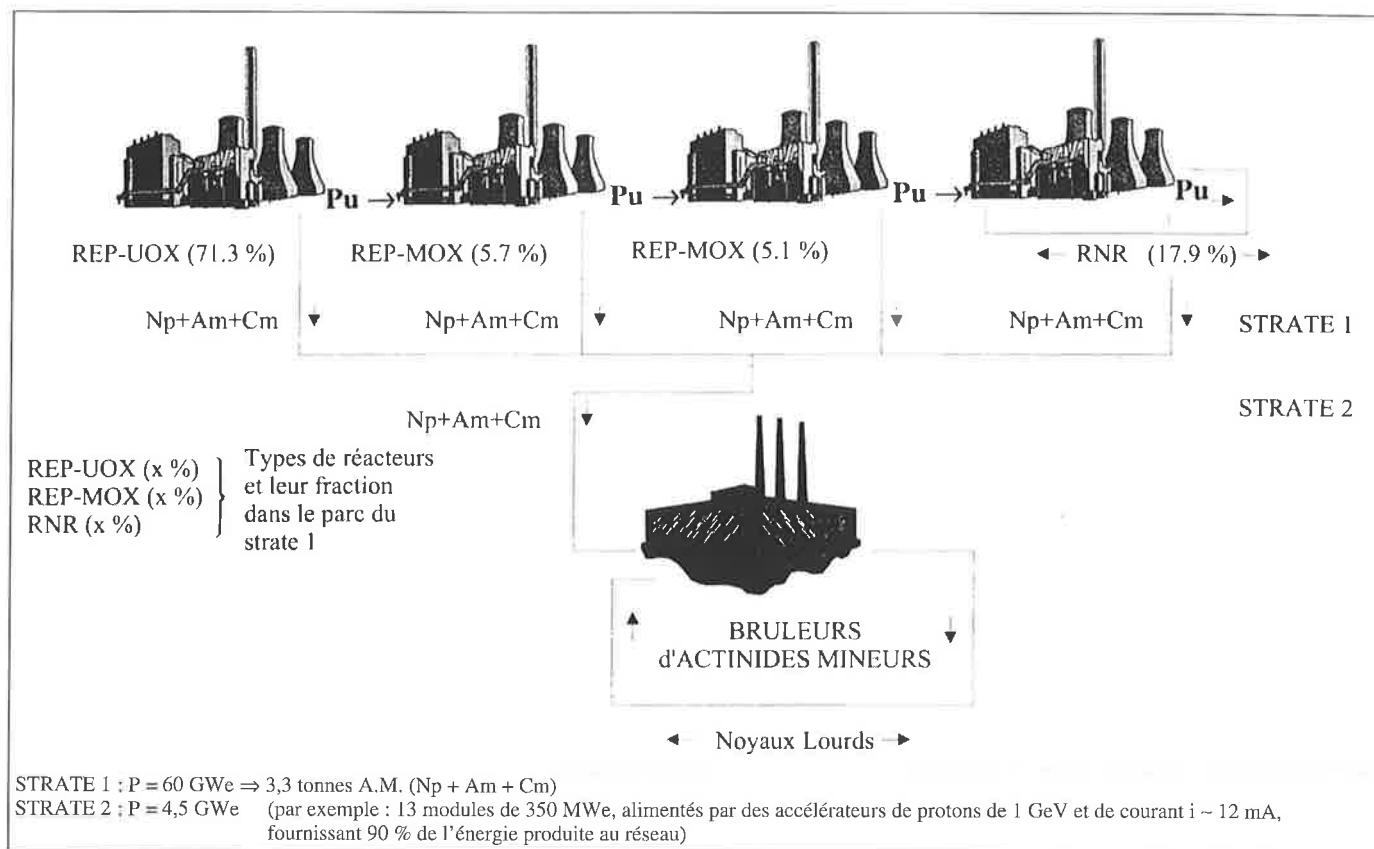 Pu → Pu → Pu → Pu
REP-UOX (71.3 %) REP-MOX (5.7 %) REP-MOX (5.1 %) RNR (17.9 %)
Np+Am+Cm Np+Am+Cm Np+Am+Cm Np+Am+Cm STRATE 1
Np+Am+Cm STRATE 2
REP-UOX (x %)
REP-MOX (x %)
RNR (x %)
Types de réacteurs
et leur fraction
dans le parc du
strate 1
BRULEURS
d'ACTINIDES MINEURS
Noyaux Lourds
STRATE 1 : P = 60 GWe ⇒ 3,3 tonnes A.M. (Np + Am + Cm)
STRATE 2 : P = 4,5 GWe (par exemple : 13 modules de 350 MWe, alimentés par des accélérateurs de protons de 1 GeV et de courant i ~ 12 mA,
fournissant 90 % de l'énergie produite au réseau)